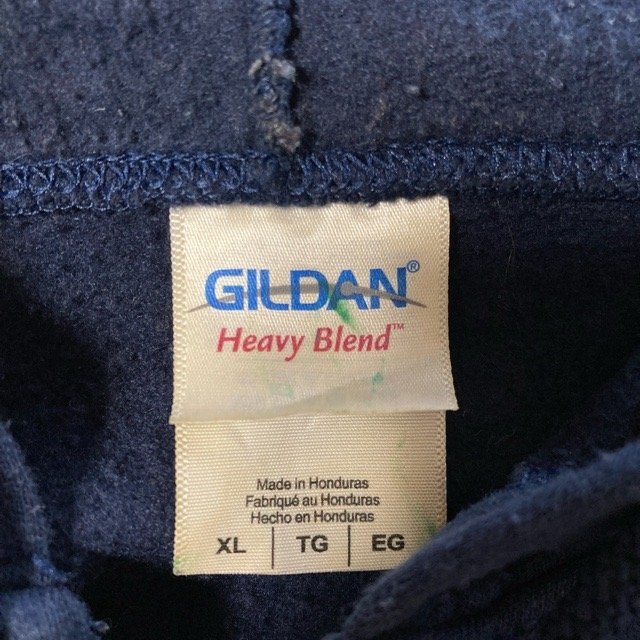 GILDAN®
Heavy Blend™
Made in Honduras
Fabriqué au Honduras
Hecho en Honduras
XL | TG | EG